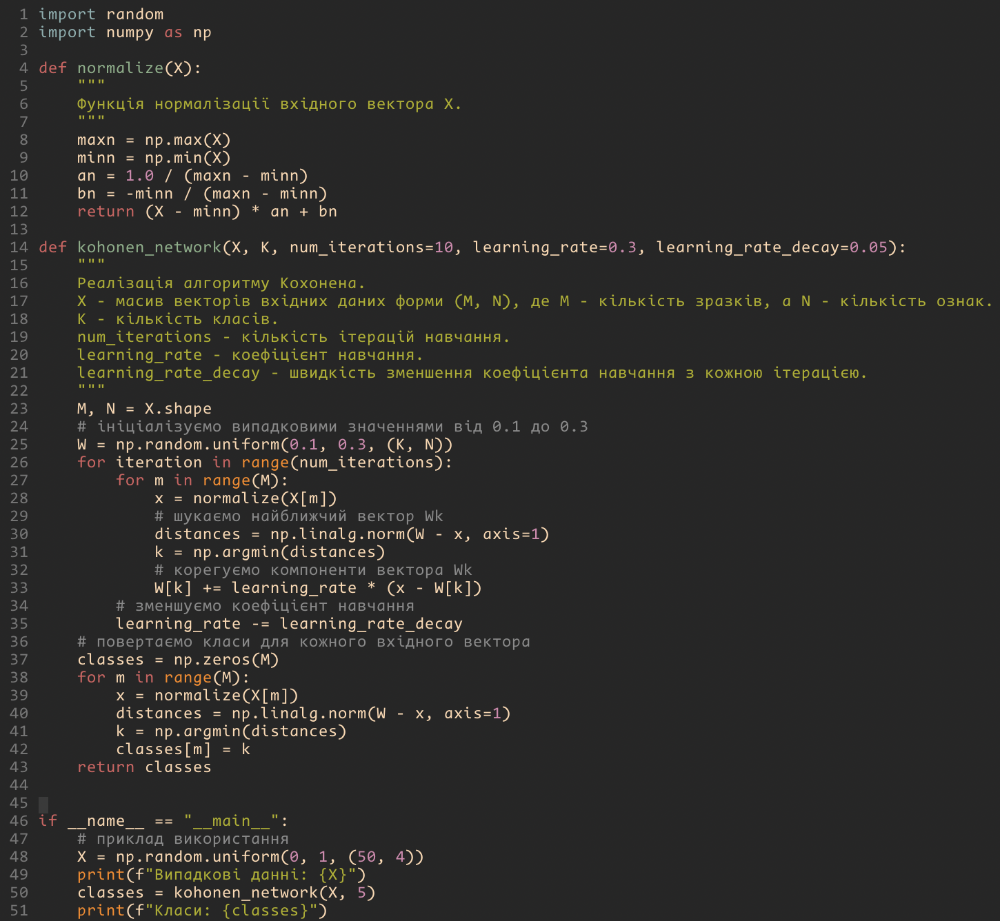 1 import random
2 import numpy as np
3
4 def normalize(X):
5     """
6     Функція нормалізації вхідного вектора X.
7     """
8     maxn = np.max(X)
9     minn = np.min(X)
10     an = 1.0 / (maxn - minn)
11     bn = -minn / (maxn - minn)
12     return (X - minn) * an + bn
13
14 def kohonen_network(X, K, num_iterations=10, learning_rate=0.3, learning_rate_decay=0.05):
15     """
16     Реалізація алгоритму Кохонена.
17     X - масив векторів вхідних даних форми (M, N), де M - кількість зразків, а N - кількість ознак.
18     K - кількість класів.
19     num_iterations - кількість ітерацій навчання.
20     learning_rate - коефіцієнт навчання.
21     learning_rate_decay - швидкість зменшення коефіцієнта навчання з кожною ітерацією.
22     """
23     M, N = X.shape
24     # ініціалізуємо випадковими значеннями від 0.1 до 0.3
25     W = np.random.uniform(0.1, 0.3, (K, N))
26     for iteration in range(num_iterations):
27         for m in range(M):
28             x = normalize(X[m])
29             # шукаємо найближчий вектор Wk
30             distances = np.linalg.norm(W - x, axis=1)
31             k = np.argmin(distances)
32             # корегуємо компоненти вектора Wk
33             W[k] += learning_rate * (x - W[k])
34         # зменшуємо коефіцієнт навчання
35         learning_rate -= learning_rate_decay
36     # повертаємо класи для кожного вхідного вектора
37     classes = np.zeros(M)
38     for m in range(M):
39         x = normalize(X[m])
40         distances = np.linalg.norm(W - x, axis=1)
41         k = np.argmin(distances)
42         classes[m] = k
43     return classes
44
45
46 if __name__ == "__main__":
47     # приклад використання
48     X = np.random.uniform(0, 1, (50, 4))
49     print(f"Випадкові данні: {X}")
50     classes = kohonen_network(X, 5)
51     print(f"Класи: {classes}")